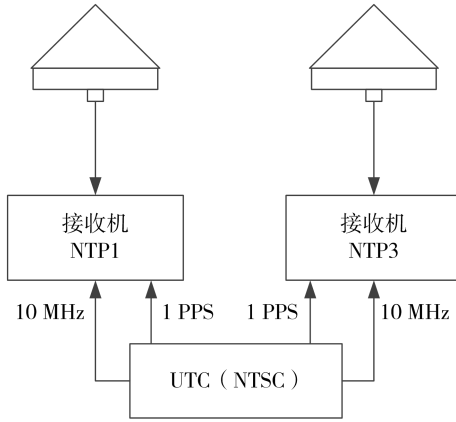 接收机
NTP1
接收机
NTP3
10 MHz
1 PPS
1 PPS
10 MHz
UTC（NTSC）